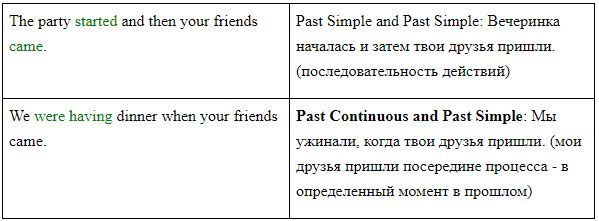 The party started and then your friends
came.
Past Simple and Past Simple: Вечеринка
началась и затем твои друзья пришли.
(последовательность действий)
We were having dinner when your friends
came.
Past Continuous and Past Simple: Мы
ужинали, когда твои друзья пришли. (мои
друзья пришли посередине процесса - в
определенный момент в прошлом)